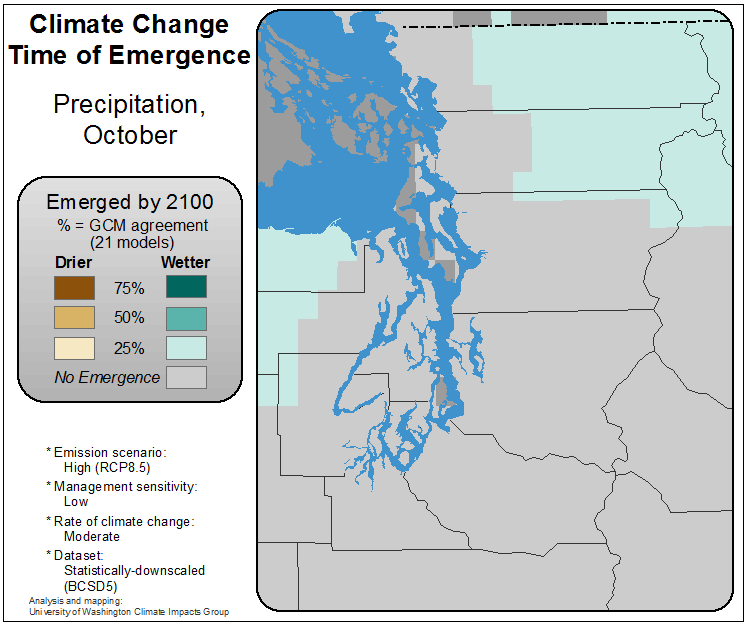 Climate Change
Time of Emergence
Precipitation,
October
Emerged by 2100
% = GCM agreement
(21 models)
Drier Wetter
75%
50%
25%
No Emergence
* Emission scenario:
High (RCP8.5)
* Management sensitivity:
Low
* Rate of climate change:
Moderate
* Dataset:
Statistically-downscaled
(BCSD5)
Analysis and mapping:
University of Washington Climate Impacts Group